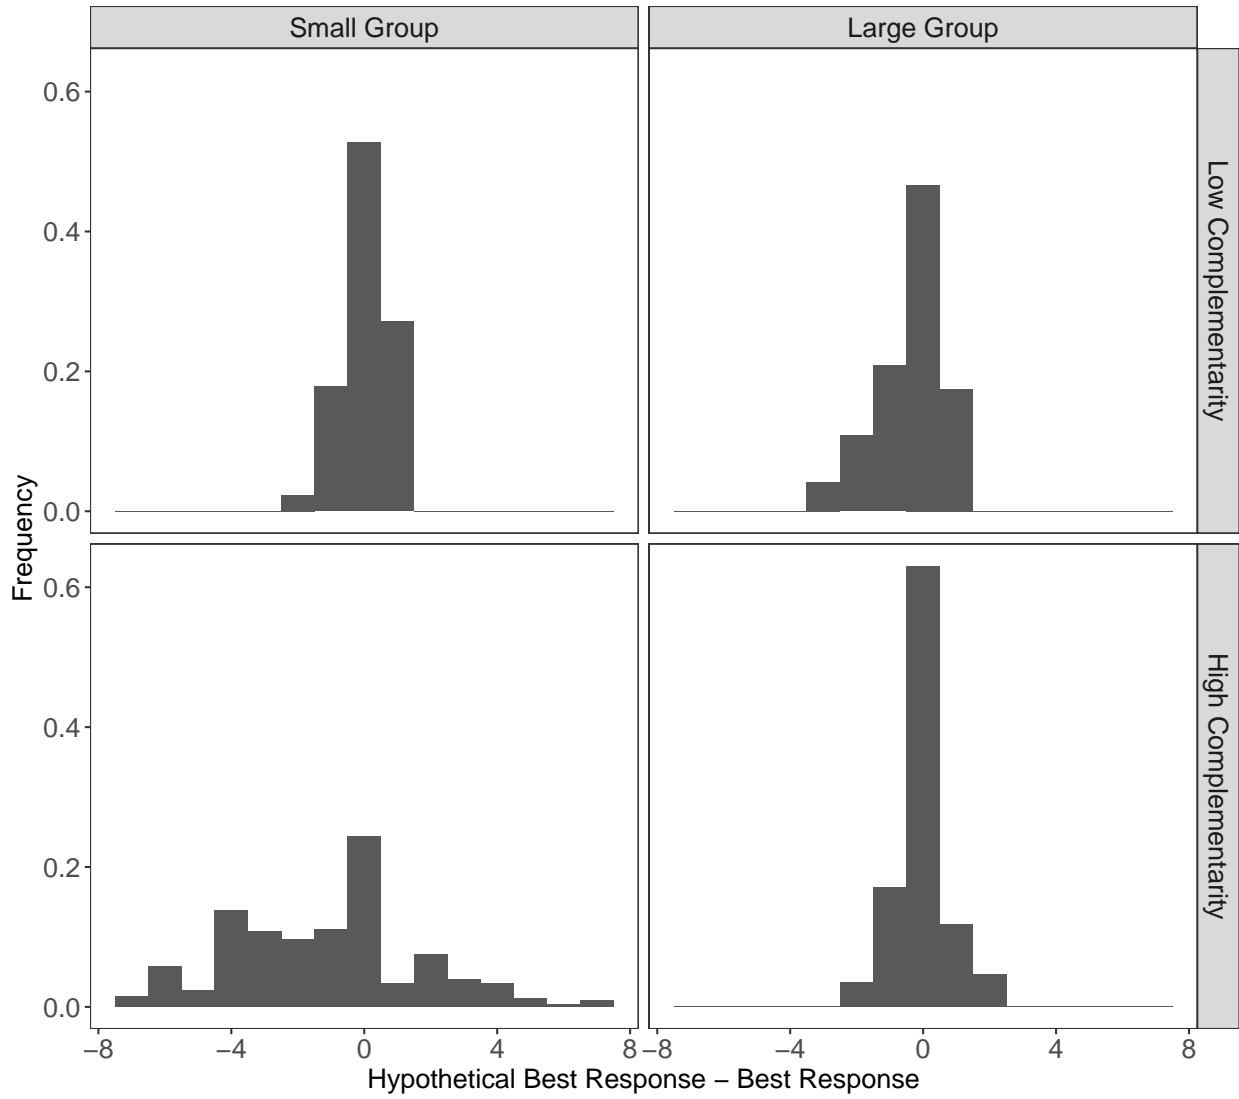 Small Group
Large Group
0.6
0.4
0.2
0.0
Low Complementarity
Frequency
0.6
0.4
0.2
0.0
High Complementarity
−8 −4 0 4 8
−8 −4 0 4 8
Hypothetical Best Response − Best Response